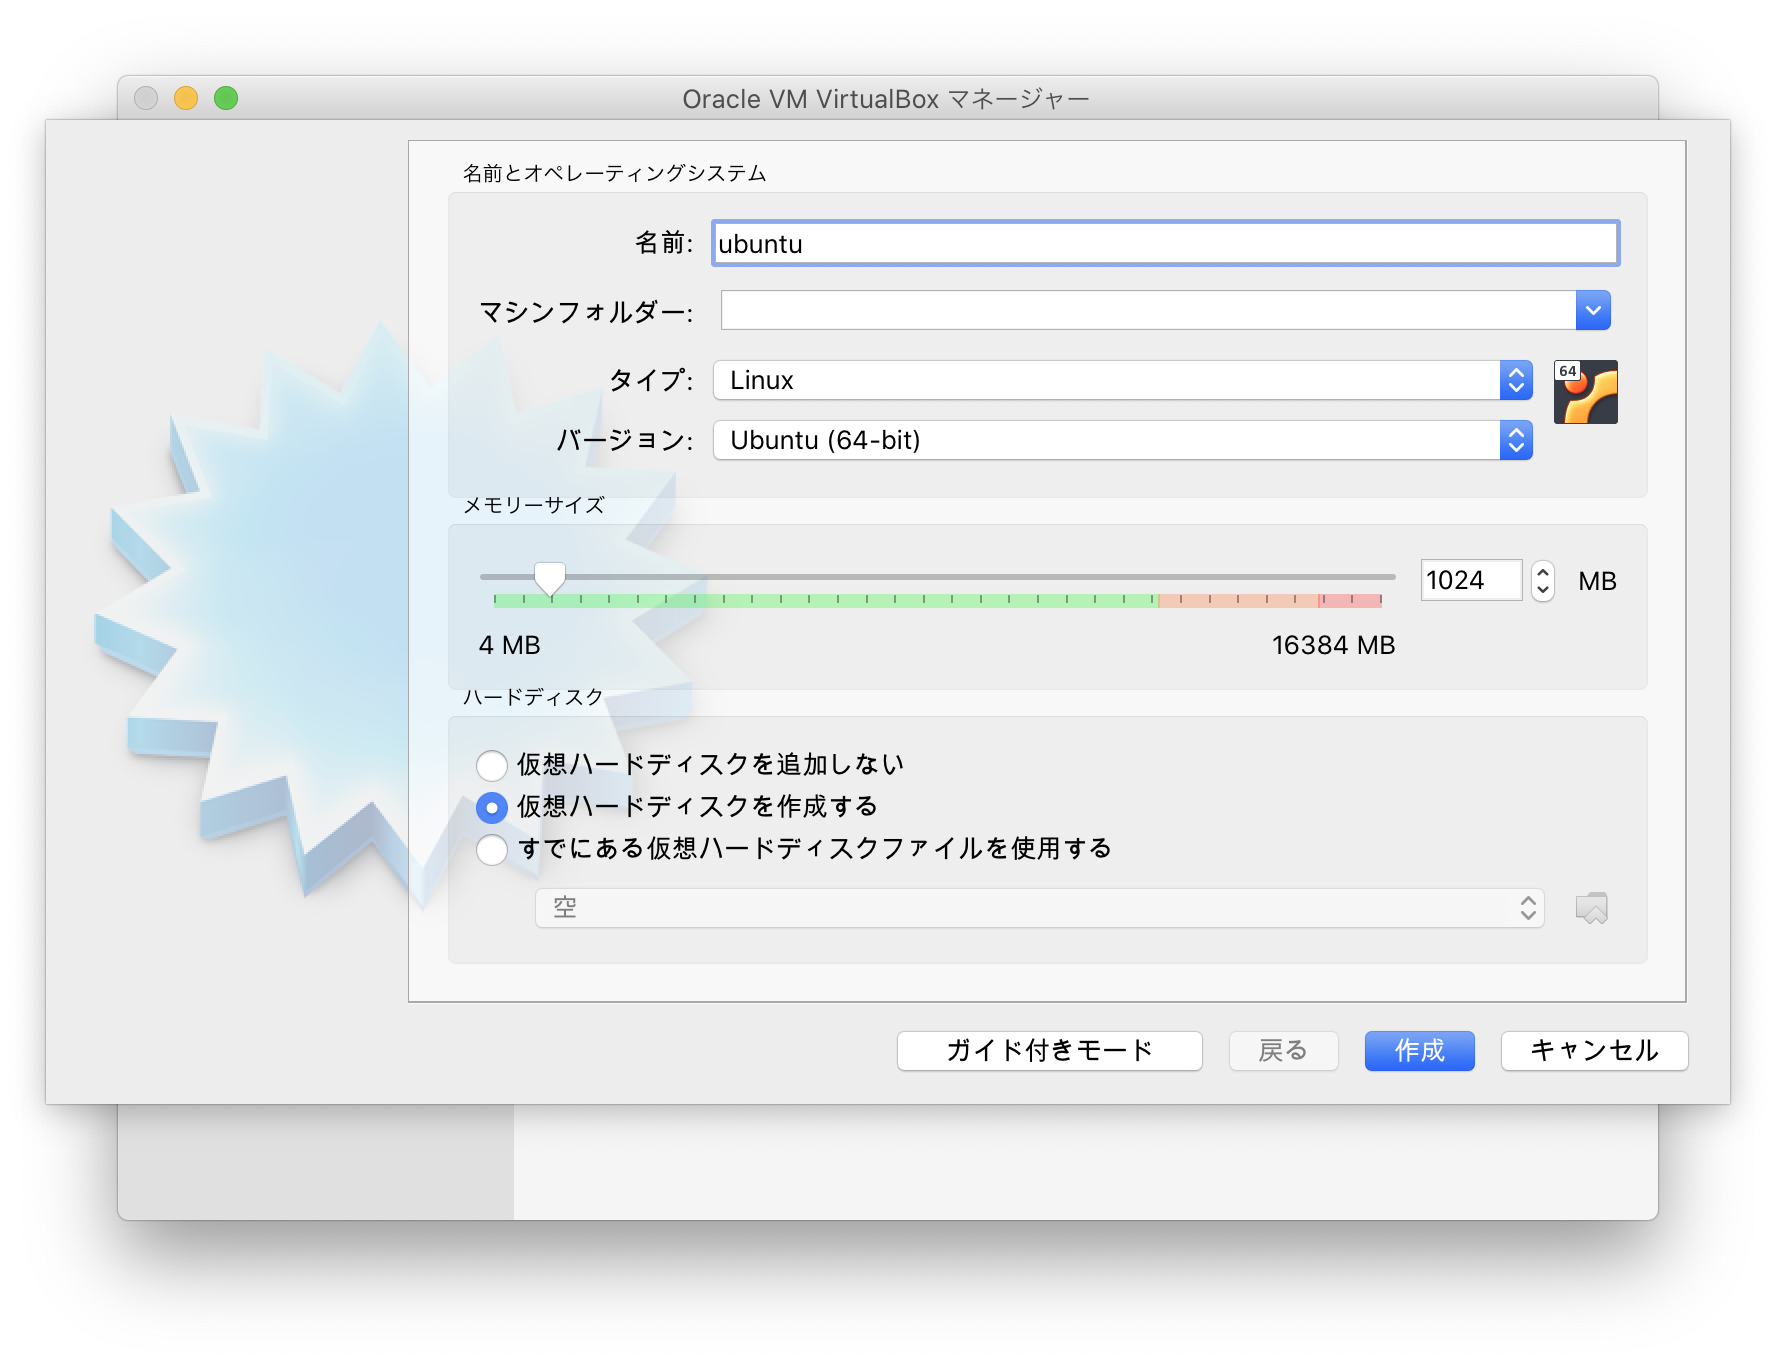 Oracle VM VirtualBox マネージャー
名前とオペレーティングシステム
名前: ubuntu
マシンフォルダー:
タイプ: Linux
64
バージョン: Ubuntu (64-bit)
メモリーサイズ
1024 MB
4 MB 16384 MB
ハードディスク
仮想ハードディスクを追加しない
仮想ハードディスクを作成する
すでにある仮想ハードディスクファイルを使用する
空
ガイド付きモード 戻る 作成 キャンセル